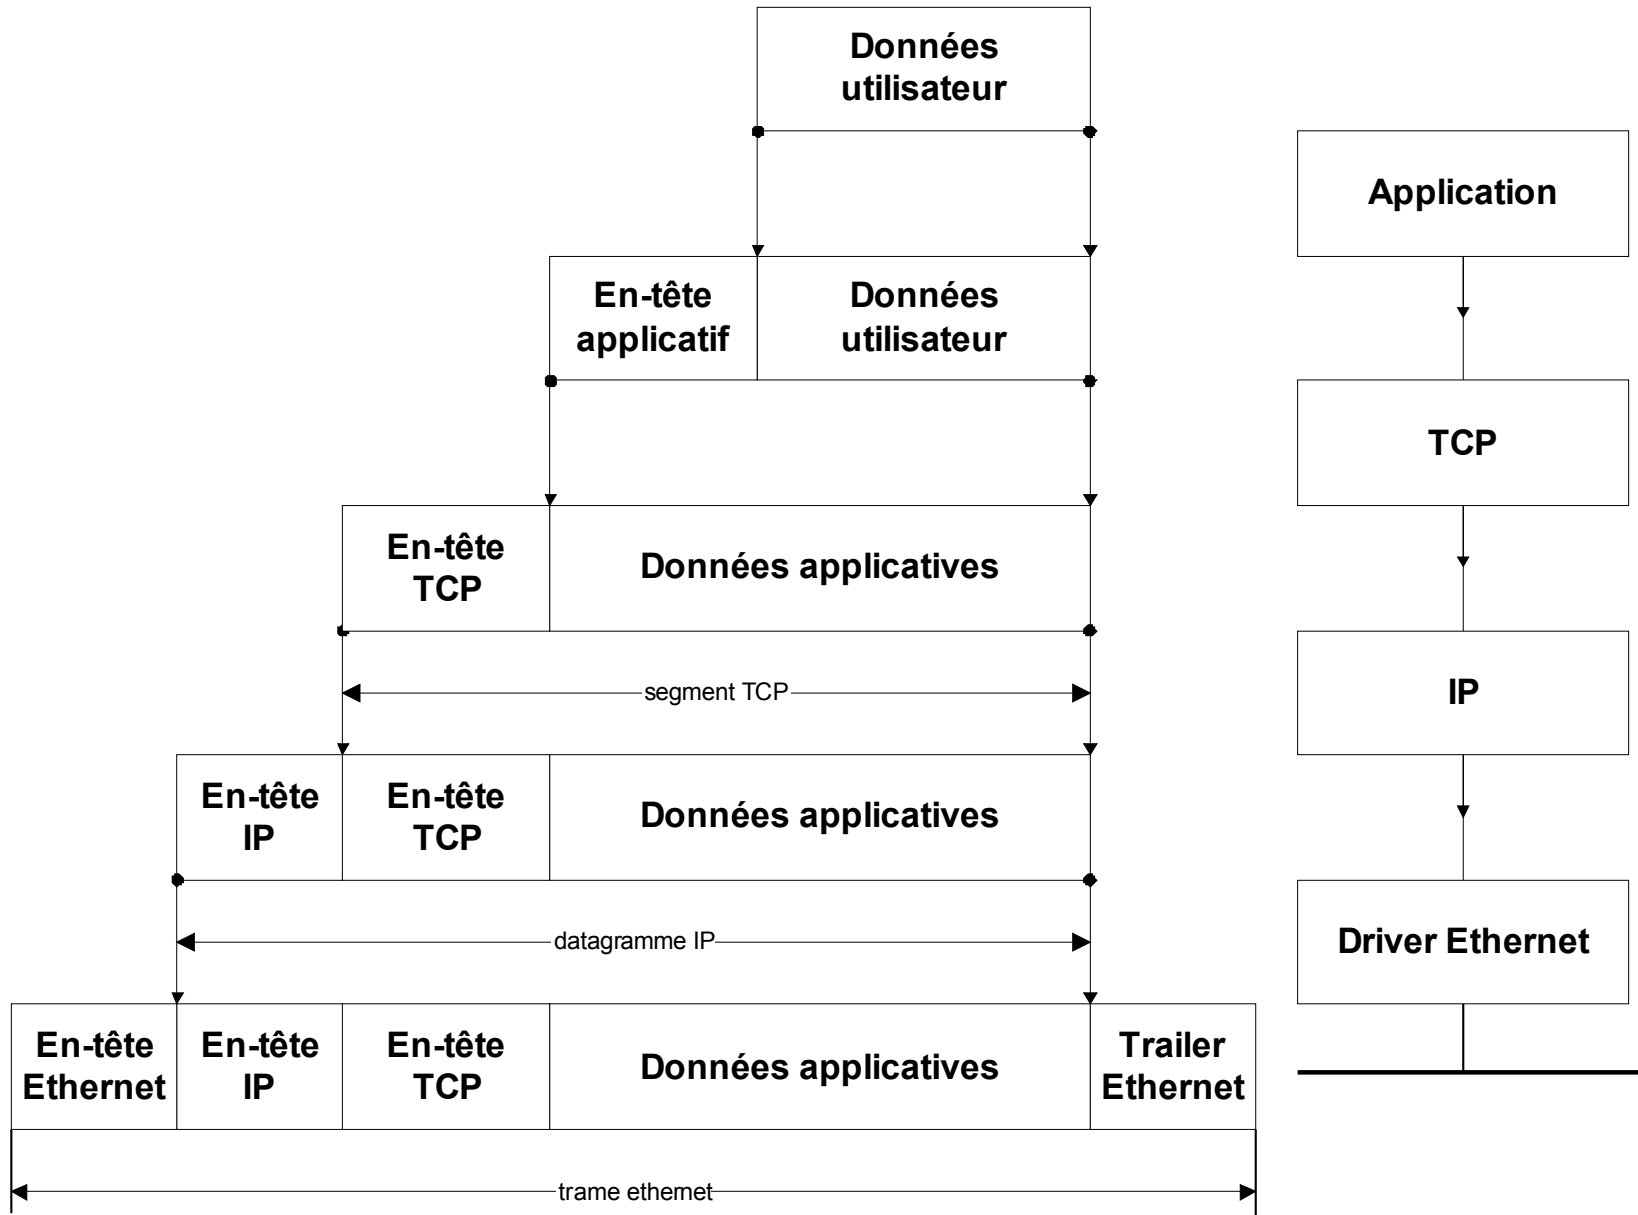 Données
utilisateur
Application
En-tête
applicatif
Données
utilisateur
TCP
En-tête
TCP
Données applicatives
segment TCP
IP
En-tête
IP
En-tête
TCP
Données applicatives
datagramme IP
Driver Ethernet
En-tête
Ethernet
En-tête
IP
En-tête
TCP
Données applicatives
Trailer
Ethernet
trame ethernet